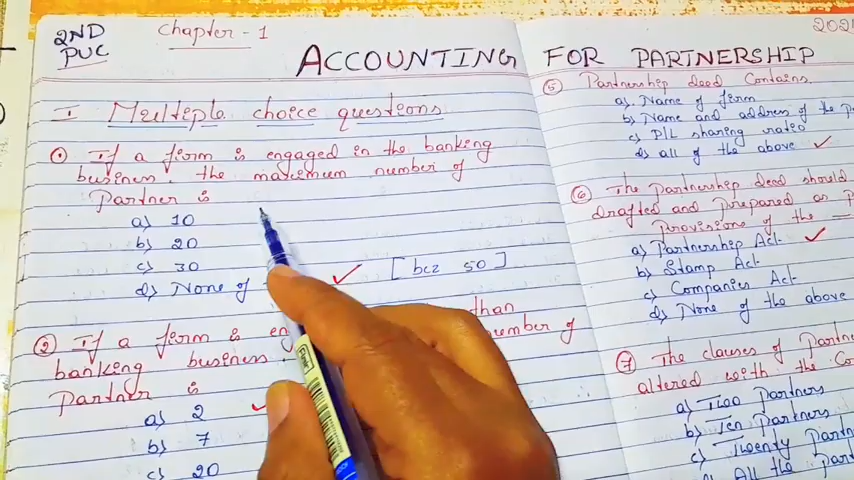 2ND
PUC
Chapter - 1
ACCOUNTING FOR PARTNERSHIP
I Multiple choice questions
① If a firm is engaged in the banking
business. the maximum number of
Partner is
a) 10
b) 20
c) 30
d) None of ✓ [bcz 50]
② If a firm is en than
banking business number of
Partner is
a) 2 ✓
b) 7
c) 20
⑤ Partnership deed Contains.
a) Name of firm
b) Name and address of the
c) P/L sharing ratio
d) all of the above ✓
⑥ The Partnership deed should
drafted and Prepared as
Provisions of the
a) Partnership Act ✓
b) Stamp Act
c) Companies Act
d) None of the above
⑦ The clauses of
altered with the
a) Two Partners
b) Ten Partners
c) Twenty
All the